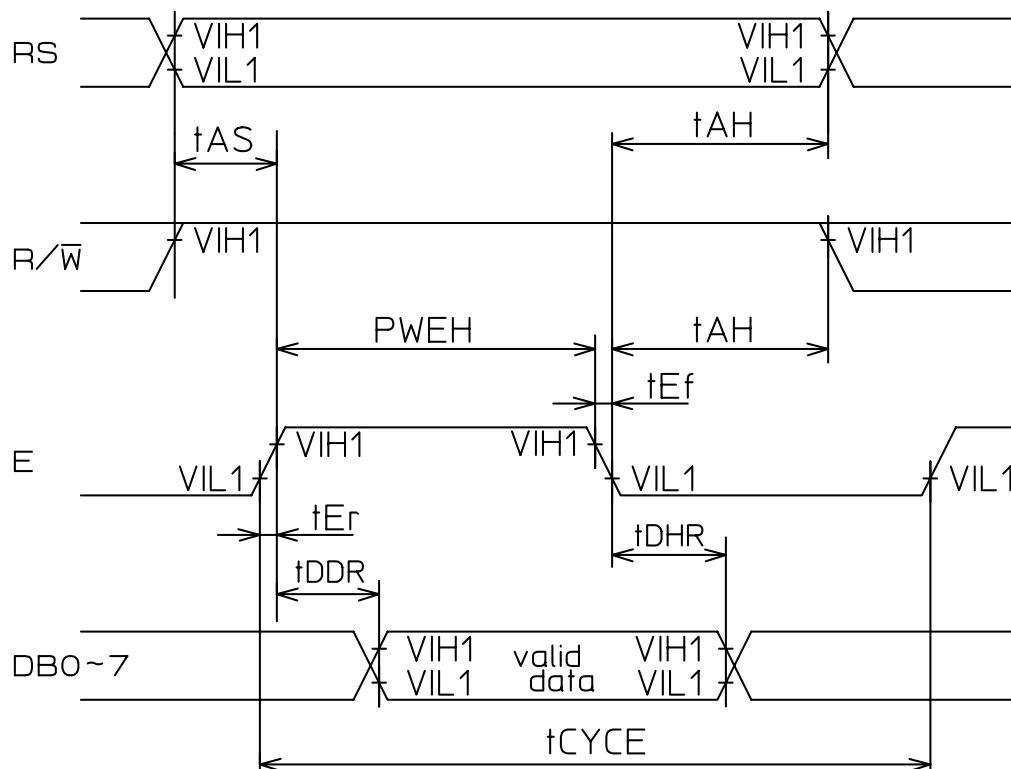 RS
VIH1 VIH1
VIL1 VIL1
tAS tAH
R/W̅
VIH1 VIH1
PWEH tAH
tEf
E
VIH1 VIH1
VIL1 VIL1 VIL1
tEr tDHR
tDDR
DB0~7
VIH1 valid VIH1
VIL1 data VIL1
tCYCE